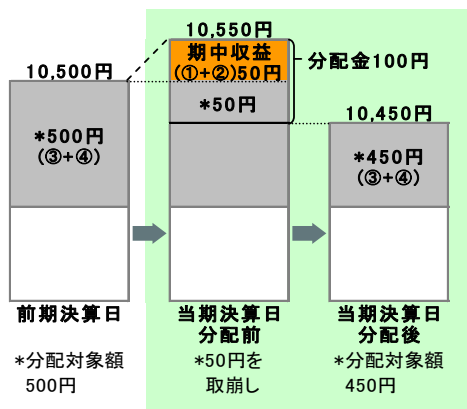 10,550円
期中収益
(①+②)50円
分配金100円
10,500円
*50円
10,450円
*500円
(③+④)
*450円
(③+④)
前期決算日
当期決算日
分配前
当期決算日
分配後
*分配対象額
500円
*50円を
取崩し
*分配対象額
450円